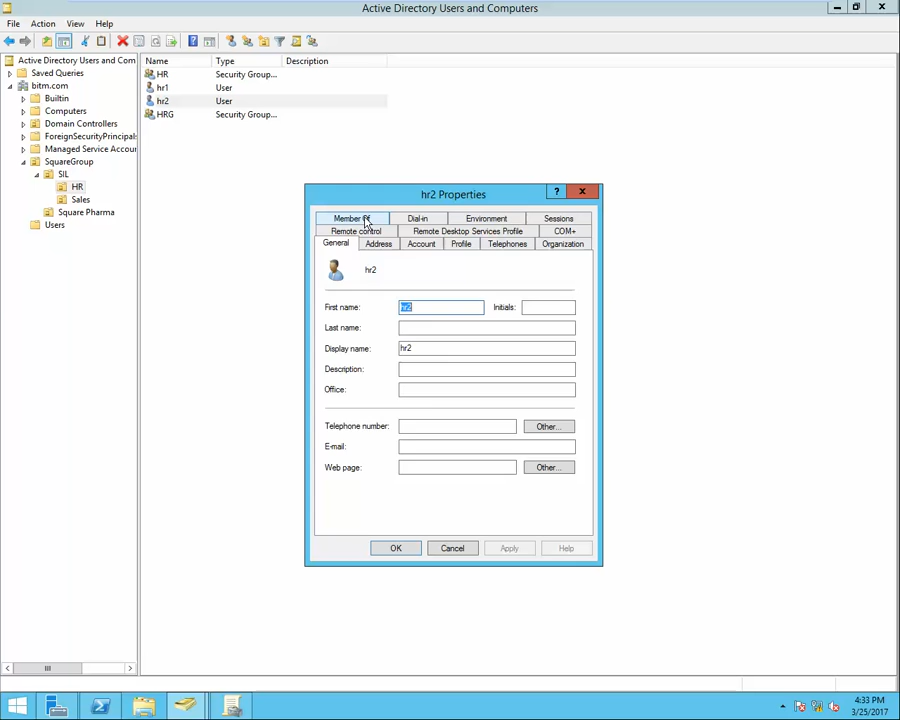 Active Directory Users and Computers
File Action View Help
Active Directory Users and Com
Saved Queries
bitm.com
Builtin
Computers
Domain Controllers
ForeignSecurityPrincipals
Managed Service Accour
SquareGroup
SIL
HR
Sales
Square Pharma
Users
Name Type Description
HR Security Group...
hr1 User
hr2 User
HRG Security Group...
hr2 Properties
?
Member Of Dial-in Environment Sessions
Remote control Remote Desktop Services Profile COM+
General Address Account Profile Telephones Organization
hr2
First name: hr2 Initials:
Last name:
Display name: hr2
Description:
Office:
Telephone number: Other...
E-mail:
Web page: Other...
OK Cancel Apply Help
4:33 PM
3/25/2017